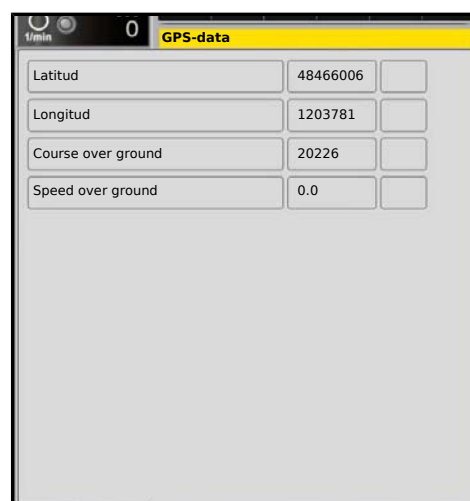 1/min
0
GPS-data
Latitud 48466006
Longitud 1203781
Course over ground 20226
Speed over ground 0.0